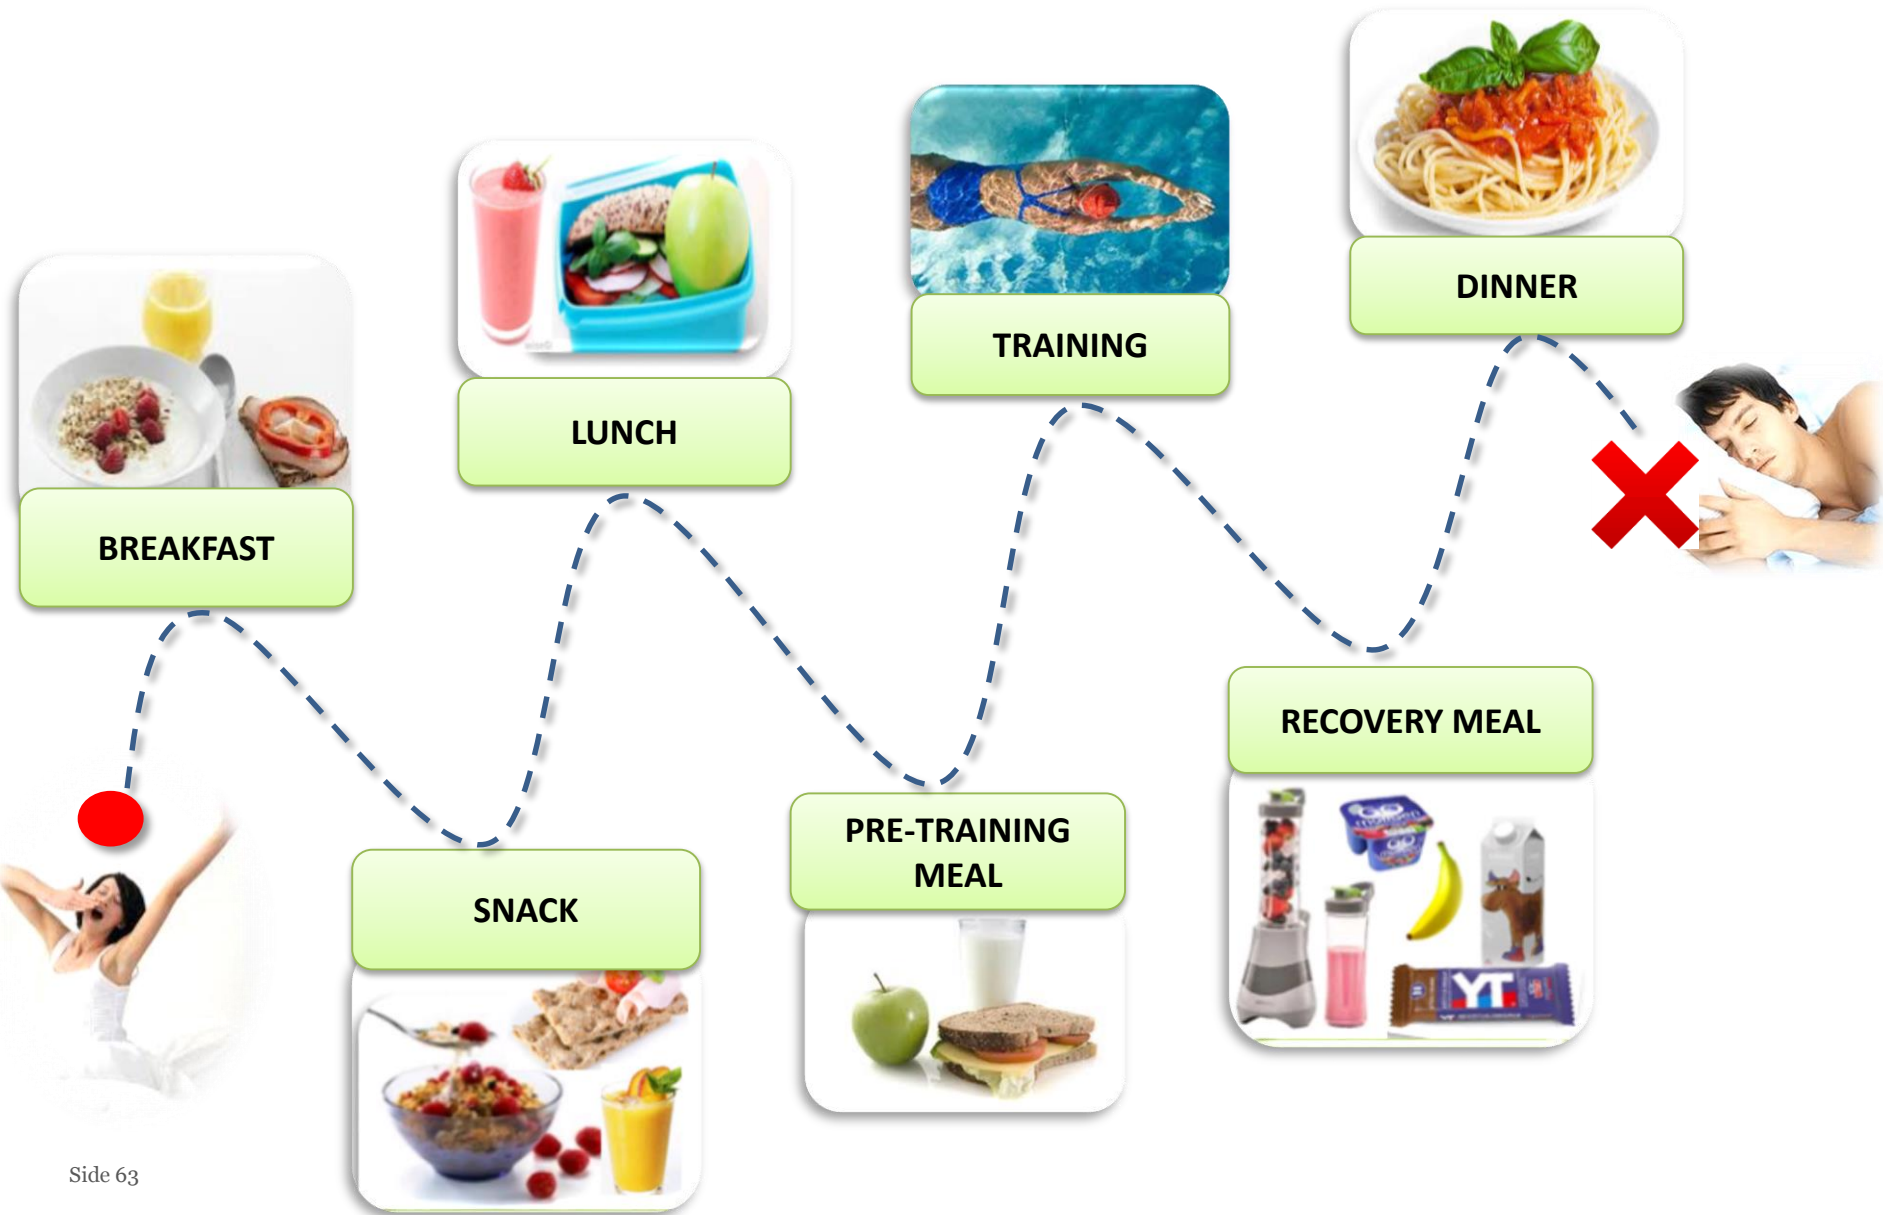 BREAKFAST
SNACK
LUNCH
PRE-TRAINING
MEAL
TRAINING
RECOVERY MEAL
YT
DINNER
Side 63